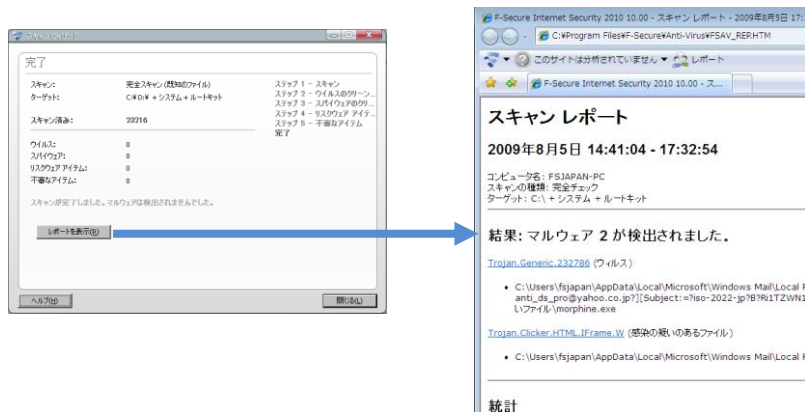 完了
スキャン: 完全スキャン (既知のファイル)
ターゲット: C:¥ D:¥ + システム + ルートキット
スキャン済み: 23216
ウイルス: 0
スパイウェア: 0
リスクウェア アイテム: 0
不審なアイテム: 0
スキャンが完了しました。マルウェアは検出されませんでした。
レポートを表示(R)
ステップ 1 - スキャン
ステップ 2 - ウイルスのクリーン...
ステップ 3 - スパイウェアのクリ...
ステップ 4 - リスクウェア アイテ...
ステップ 5 - 不審なアイテム
完了
ヘルプ(H)
閉じる(L)
F-Secure Internet Security 2010 10.00 - スキャン レポート - 2009年8月5日 17:
C:¥Program Files¥F-Secure¥Anti-Virus¥FSAV_REP.HTM
このサイトは分析されていません
レポート
F-Secure Internet Security 2010 10.00 - ス...
スキャン レポート
2009年8月5日 14:41:04 - 17:32:54
コンピュータ名: FSJAPAN-PC
スキャンの種類: 完全チェック
ターゲット: C:\ + システム + ルートキット
結果: マルウェア 2 が検出されました。
Trojan.Generic.232786 (ウィルス)
C:\Users\fsjapan\AppData\Local\Microsoft\Windows Mail\Local F
anti_ds_pro@yahoo.co.jp?][Subject:=?iso-2022-jp?B?Ri1TZWN1
いファイル\morphine.exe
Trojan.Clicker.HTML.IFrame.W (感染の疑いのあるファイル)
C:\Users\fsjapan\AppData\Local\Microsoft\Windows Mail\Local F
統計